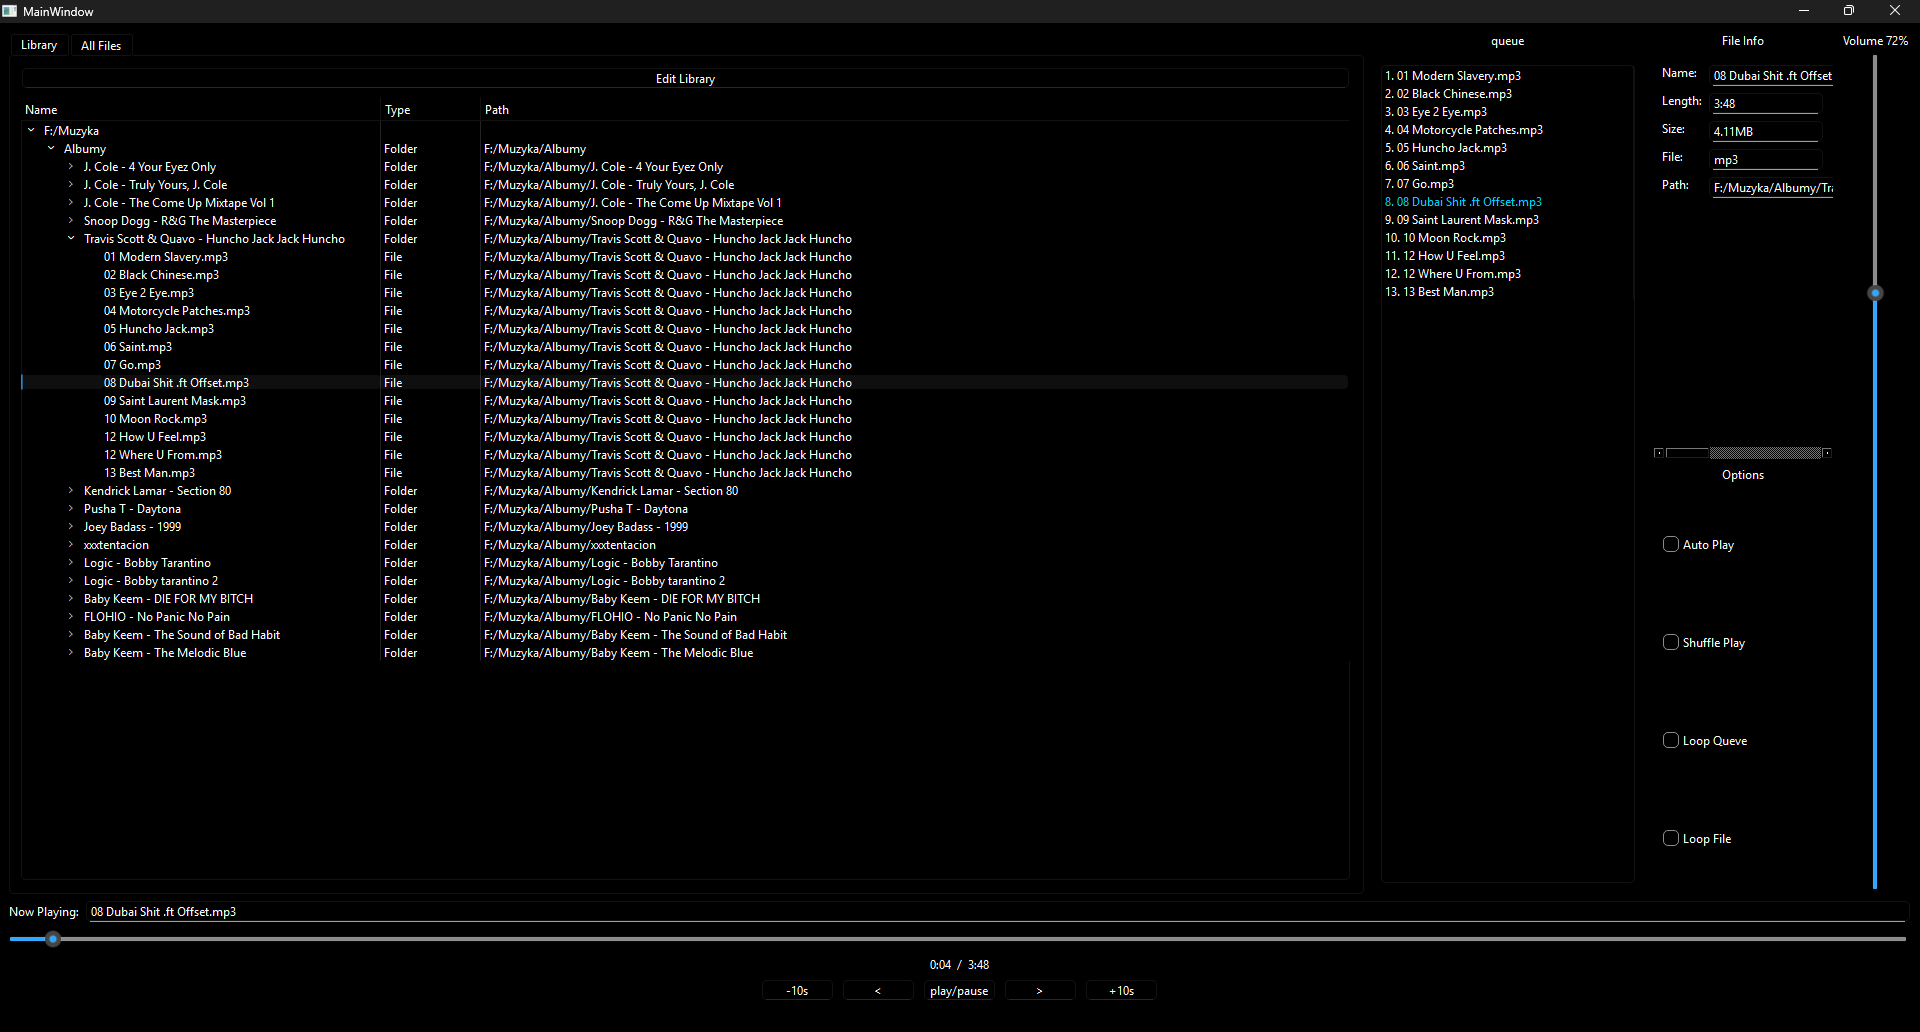 MainWindow
Library All Files
Edit Library
Name Type Path
F:/Muzyka
Albumy Folder F:/Muzyka/Albumy
J. Cole - 4 Your Eyez Only Folder F:/Muzyka/Albumy/J. Cole - 4 Your Eyez Only
J. Cole - Truly Yours, J. Cole Folder F:/Muzyka/Albumy/J. Cole - Truly Yours, J. Cole
J. Cole - The Come Up Mixtape Vol 1 Folder F:/Muzyka/Albumy/J. Cole - The Come Up Mixtape Vol 1
Snoop Dogg - R&G The Masterpiece Folder F:/Muzyka/Albumy/Snoop Dogg - R&G The Masterpiece
Travis Scott & Quavo - Huncho Jack Jack Huncho Folder F:/Muzyka/Albumy/Travis Scott & Quavo - Huncho Jack Jack Huncho
01 Modern Slavery.mp3 File F:/Muzyka/Albumy/Travis Scott & Quavo - Huncho Jack Jack Huncho
02 Black Chinese.mp3 File F:/Muzyka/Albumy/Travis Scott & Quavo - Huncho Jack Jack Huncho
03 Eye 2 Eye.mp3 File F:/Muzyka/Albumy/Travis Scott & Quavo - Huncho Jack Jack Huncho
04 Motorcycle Patches.mp3 File F:/Muzyka/Albumy/Travis Scott & Quavo - Huncho Jack Jack Huncho
05 Huncho Jack.mp3 File F:/Muzyka/Albumy/Travis Scott & Quavo - Huncho Jack Jack Huncho
06 Saint.mp3 File F:/Muzyka/Albumy/Travis Scott & Quavo - Huncho Jack Jack Huncho
07 Go.mp3 File F:/Muzyka/Albumy/Travis Scott & Quavo - Huncho Jack Jack Huncho
08 Dubai Shit .ft Offset.mp3 File F:/Muzyka/Albumy/Travis Scott & Quavo - Huncho Jack Jack Huncho
09 Saint Laurent Mask.mp3 File F:/Muzyka/Albumy/Travis Scott & Quavo - Huncho Jack Jack Huncho
10 Moon Rock.mp3 File F:/Muzyka/Albumy/Travis Scott & Quavo - Huncho Jack Jack Huncho
12 How U Feel.mp3 File F:/Muzyka/Albumy/Travis Scott & Quavo - Huncho Jack Jack Huncho
12 Where U From.mp3 File F:/Muzyka/Albumy/Travis Scott & Quavo - Huncho Jack Jack Huncho
13 Best Man.mp3 File F:/Muzyka/Albumy/Travis Scott & Quavo - Huncho Jack Jack Huncho
Kendrick Lamar - Section 80 Folder F:/Muzyka/Albumy/Kendrick Lamar - Section 80
Pusha T - Daytona Folder F:/Muzyka/Albumy/Pusha T - Daytona
Joey Badass - 1999 Folder F:/Muzyka/Albumy/Joey Badass - 1999
xxxtentacion Folder F:/Muzyka/Albumy/xxxtentacion
Logic - Bobby Tarantino Folder F:/Muzyka/Albumy/Logic - Bobby Tarantino
Logic - Bobby tarantino 2 Folder F:/Muzyka/Albumy/Logic - Bobby tarantino 2
Baby Keem - DIE FOR MY BITCH Folder F:/Muzyka/Albumy/Baby Keem - DIE FOR MY BITCH
FLOHIO - No Panic No Pain Folder F:/Muzyka/Albumy/FLOHIO - No Panic No Pain
Baby Keem - The Sound of Bad Habit Folder F:/Muzyka/Albumy/Baby Keem - The Sound of Bad Habit
Baby Keem - The Melodic Blue Folder F:/Muzyka/Albumy/Baby Keem - The Melodic Blue
queue
1. 01 Modern Slavery.mp3
2. 02 Black Chinese.mp3
3. 03 Eye 2 Eye.mp3
4. 04 Motorcycle Patches.mp3
5. 05 Huncho Jack.mp3
6. 06 Saint.mp3
7. 07 Go.mp3
8. 08 Dubai Shit .ft Offset.mp3
9. 09 Saint Laurent Mask.mp3
10. 10 Moon Rock.mp3
11. 12 How U Feel.mp3
12. 12 Where U From.mp3
13. 13 Best Man.mp3
File Info
Name: 08 Dubai Shit .ft Offset
Length: 3:48
Size: 4.11MB
File: mp3
Path: F:/Muzyka/Albumy/Tra
Options
Auto Play
Shuffle Play
Loop Queve
Loop File
Volume 72%
Now Playing: 08 Dubai Shit .ft Offset.mp3
0:04 / 3:48
-10s < play/pause > +10s